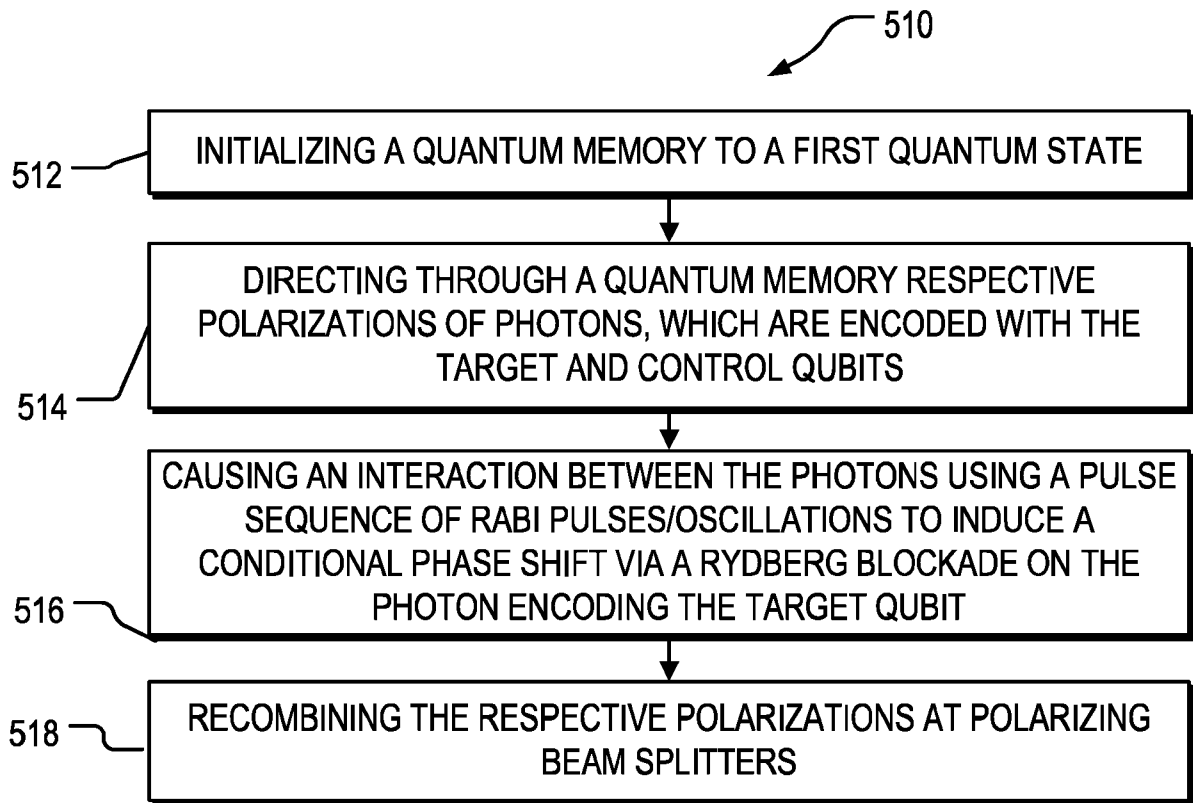 510
512
INITIALIZING A QUANTUM MEMORY TO A FIRST QUANTUM STATE
514
DIRECTING THROUGH A QUANTUM MEMORY RESPECTIVE
POLARIZATIONS OF PHOTONS, WHICH ARE ENCODED WITH THE
TARGET AND CONTROL QUBITS
516
CAUSING AN INTERACTION BETWEEN THE PHOTONS USING A PULSE
SEQUENCE OF RABI PULSES/OSCILLATIONS TO INDUCE A
CONDITIONAL PHASE SHIFT VIA A RYDBERG BLOCKADE ON THE
PHOTON ENCODING THE TARGET QUBIT
518
RECOMBINING THE RESPECTIVE POLARIZATIONS AT POLARIZING
BEAM SPLITTERS